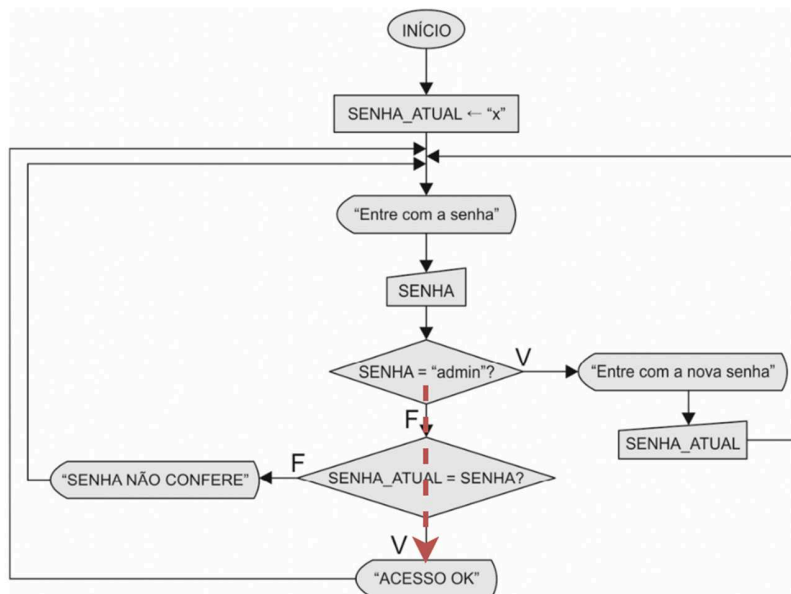 INÍCIO
SENHA_ATUAL ← “x”
“Entre com a senha”
SENHA
SENHA = “admin”?
V
“Entre com a nova senha”
F
SENHA_ATUAL
F
SENHA_ATUAL = SENHA?
“SENHA NÃO CONFERE”
V
“ACESSO OK”